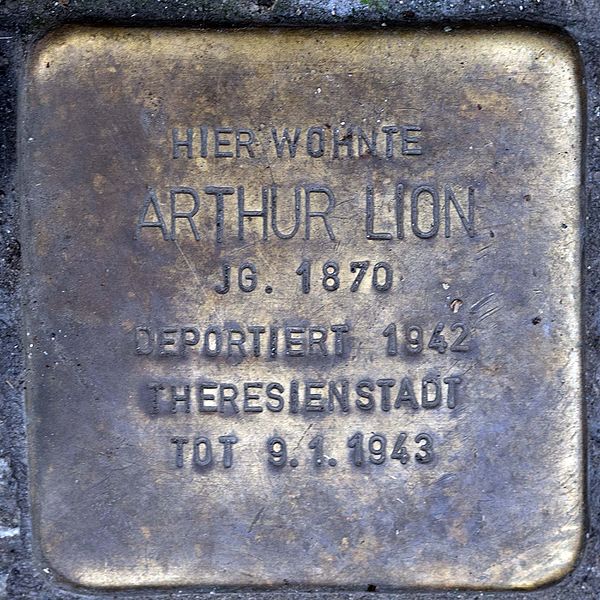 HIER WOHNTE
ARTHUR LION
JG. 1870
DEPORTIERT 1942
THERESIENSTADT
TOT 9.1.1943